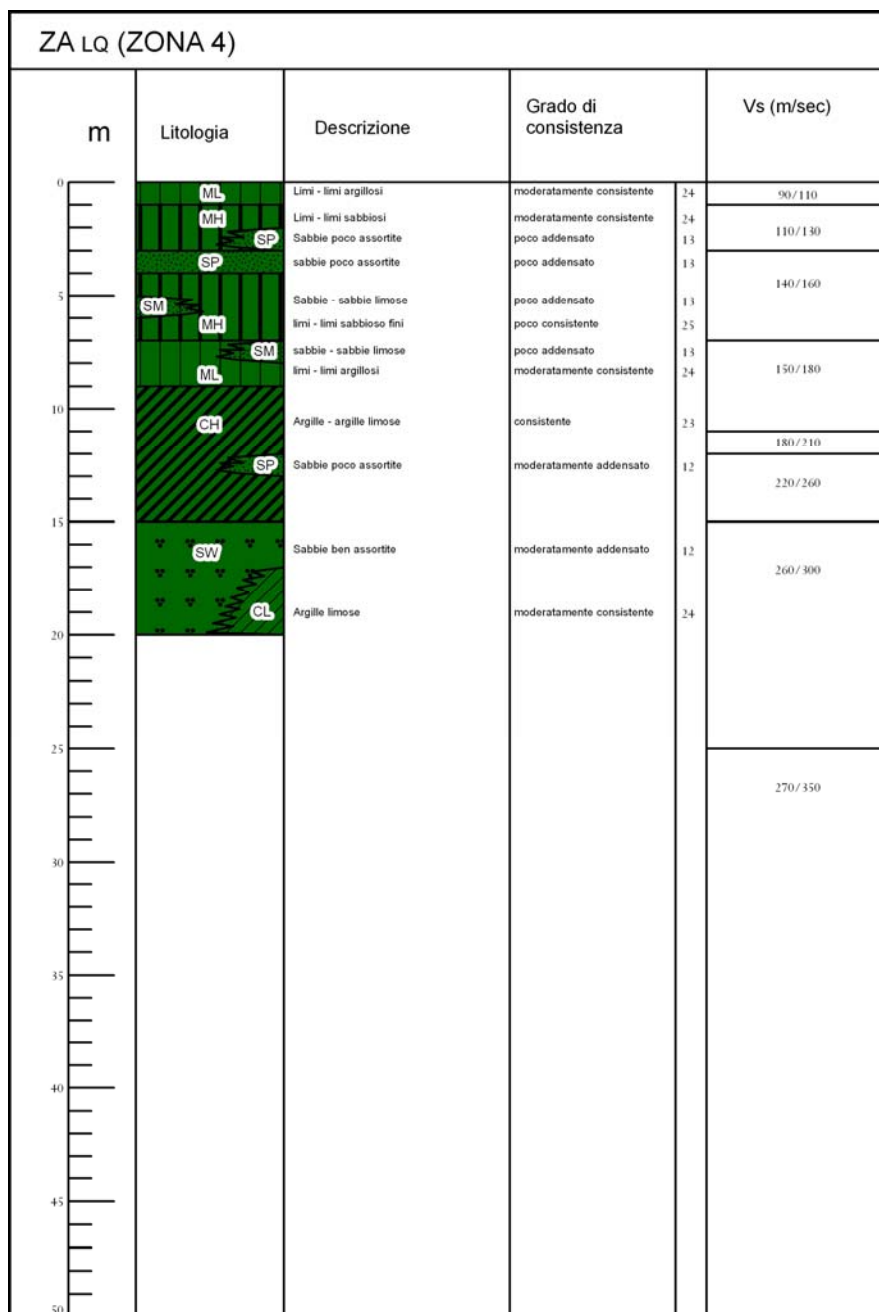 ZA LQ (ZONA 4)
m
Litologia
Descrizione
Grado di
consistenza
Vs (m/sec)
0
ML
Limi - limi argillosi
moderatamente consistente
24
90/110
MH
Limi - limi sabbiosi
moderatamente consistente
24
110/130
SP
Sabbie poco assortite
poco addensato
13
SP
sabbie poco assortite
poco addensato
13
140/160
5
SM
Sabbie - sabbie limose
poco addensato
13
MH
limi - limi sabbioso fini
poco consistente
25
SM
sabbie - sabbie limose
poco addensato
13
ML
limi - limi argillosi
moderatamente consistente
24
150/180
10
CH
Argille - argille limose
consistente
23
180/210
SP
Sabbie poco assortite
moderatamente addensato
12
220/260
15
SW
Sabbie ben assortite
moderatamente addensato
12
260/300
CL
Argille limose
moderatamente consistente
24
20
25
270/350
30
35
40
45
50